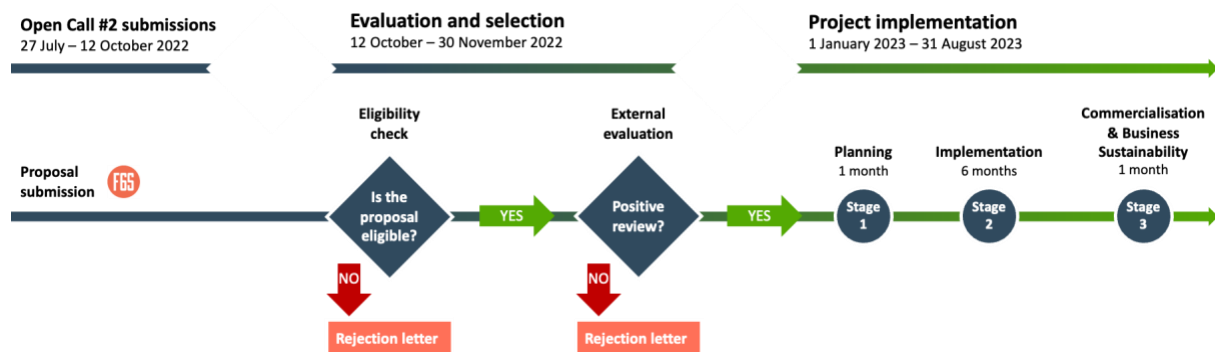 Open Call #2 submissions
27 July – 12 October 2022
Evaluation and selection
12 October – 30 November 2022
Project implementation
1 January 2023 – 31 August 2023
Proposal
submission
F6S
Eligibility
check
Is the
proposal
eligible?
YES
NO
Rejection letter
External
evaluation
Positive
review?
YES
NO
Rejection letter
Planning
1 month
Stage
1
Implementation
6 months
Stage
2
Commercialisation
& Business
Sustainability
1 month
Stage
3